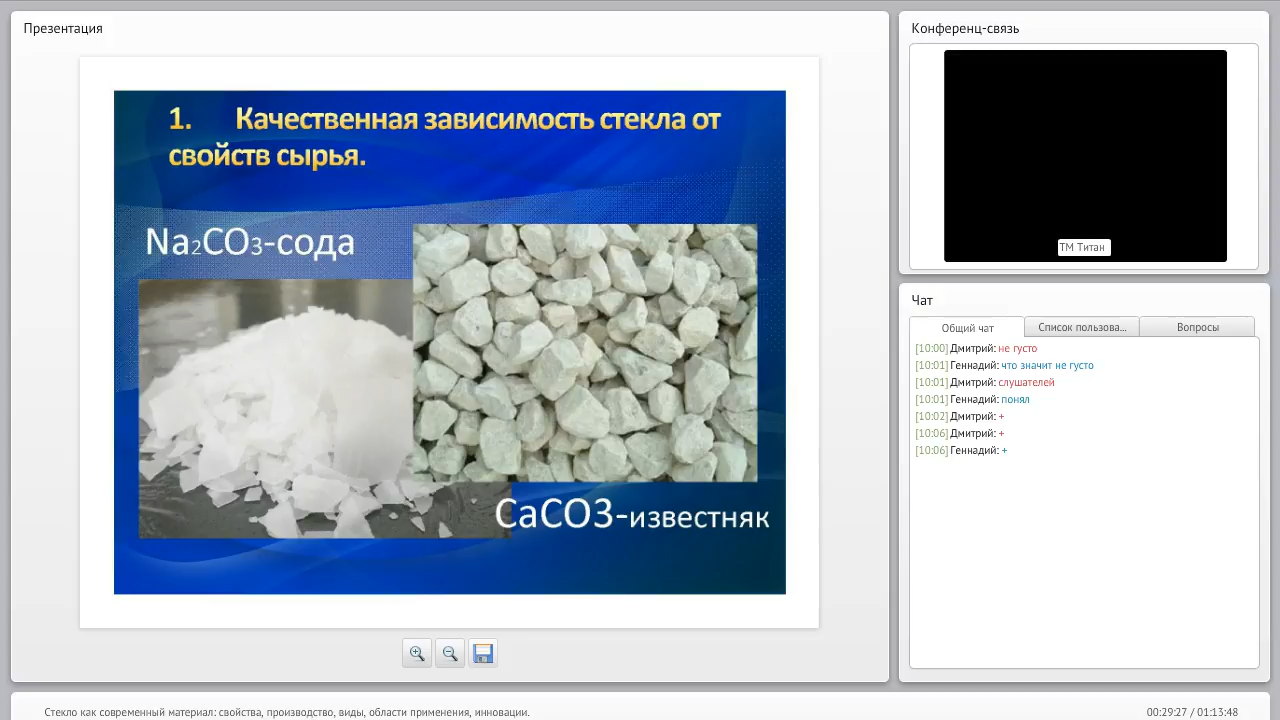 Презентация
1. Качественная зависимость стекла от
свойств сырья.
Na2CO3-сода
CaCO3-известняк
Конференц-связь
ТМ Титан
Чат
Общий чат
Список пользова...
Вопросы
[10:00] Дмитрий: не густо
[10:01] Геннадий: что значит не густо
[10:01] Дмитрий: слушателей
[10:01] Геннадий: понял
[10:02] Дмитрий: +
[10:06] Дмитрий: +
[10:06] Геннадий: +
Стекло как современный материал: свойства, производство, виды, области применения, инновации.
00:29:27 / 01:13:48